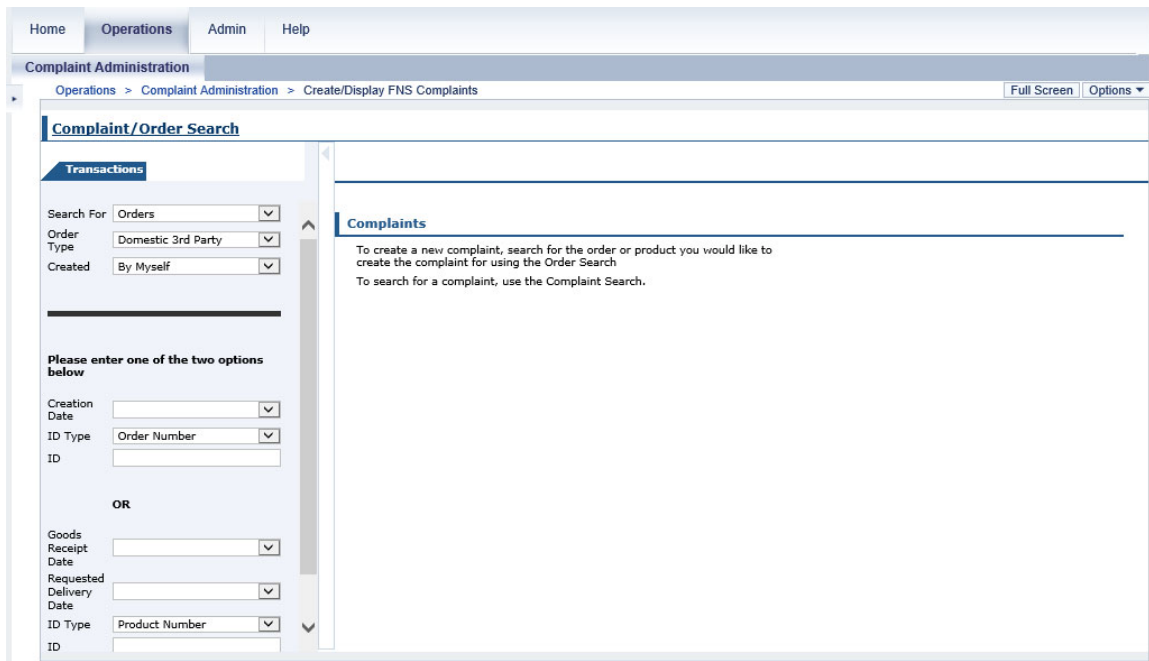 Home Operations Admin Help
Complaint Administration
Operations > Complaint Administration > Create/Display FNS Complaints
Full Screen Options
Complaint/Order Search
Transactions
Search For Orders
Order
Type
Domestic 3rd Party
Created By Myself
Please enter one of the two options
below
Creation
Date
ID Type Order Number
ID
OR
Goods
Receipt
Date
Requested
Delivery
Date
ID Type Product Number
ID
Complaints
To create a new complaint, search for the order or product you would like to
create the complaint for using the Order Search
To search for a complaint, use the Complaint Search.